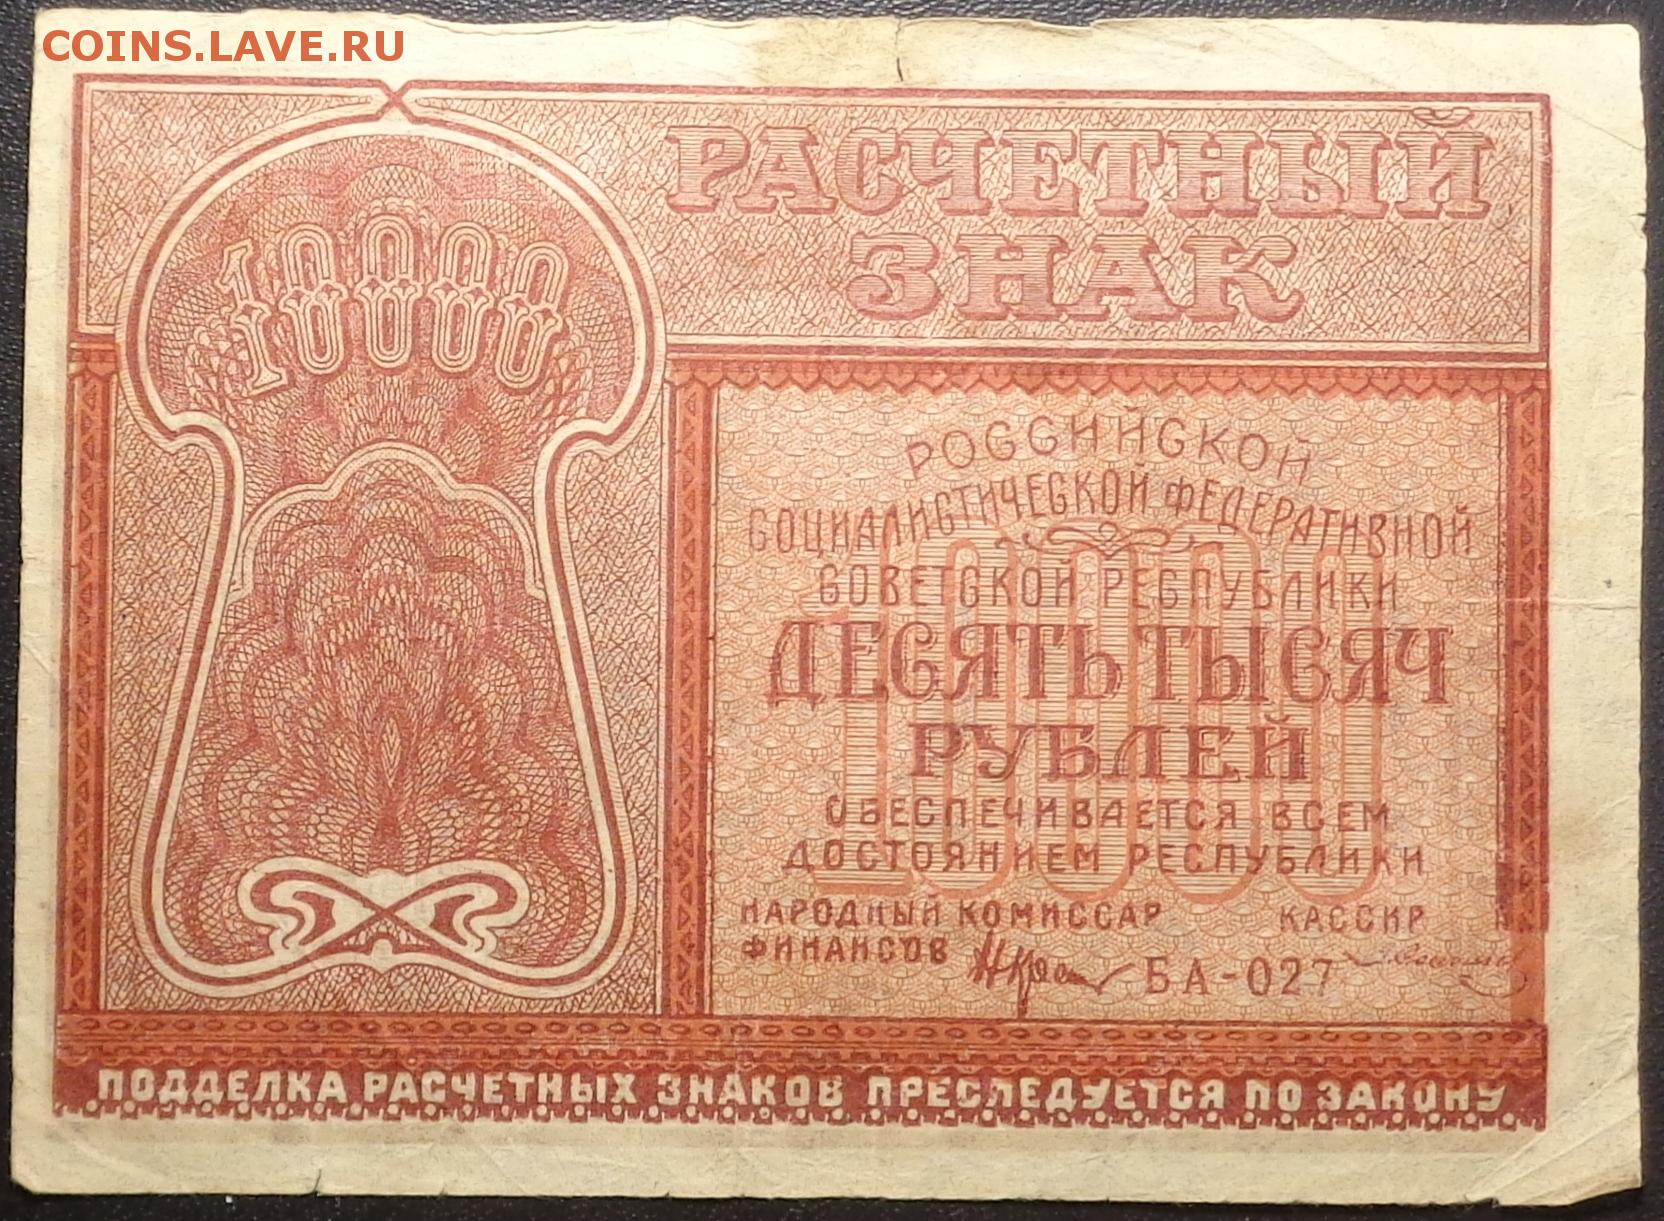 COINS.LAVE.RU
РАСЧЕТНЫЙ
ЗНАК
10000
РОССИЙСКОЙ
СОЦИАЛИСТИЧЕСКОЙ ФЕДЕРАТИВНОЙ
СОВЕТСКОЙ РЕСПУБЛИКИ
10000
ДЕСЯТЬ ТЫСЯЧ
РУБЛЕЙ
ОБЕСПЕЧИВАЕТСЯ ВСЕМ
ДОСТОЯНИЕМ РЕСПУБЛИКИ
НАРОДНЫЙ КОМИССАР КАССИР
ФИНАНСОВ БА-027
ПОДДЕЛКА РАСЧЕТНЫХ ЗНАКОВ ПРЕСЛЕДУЕТСЯ ПО ЗАКОНУ.